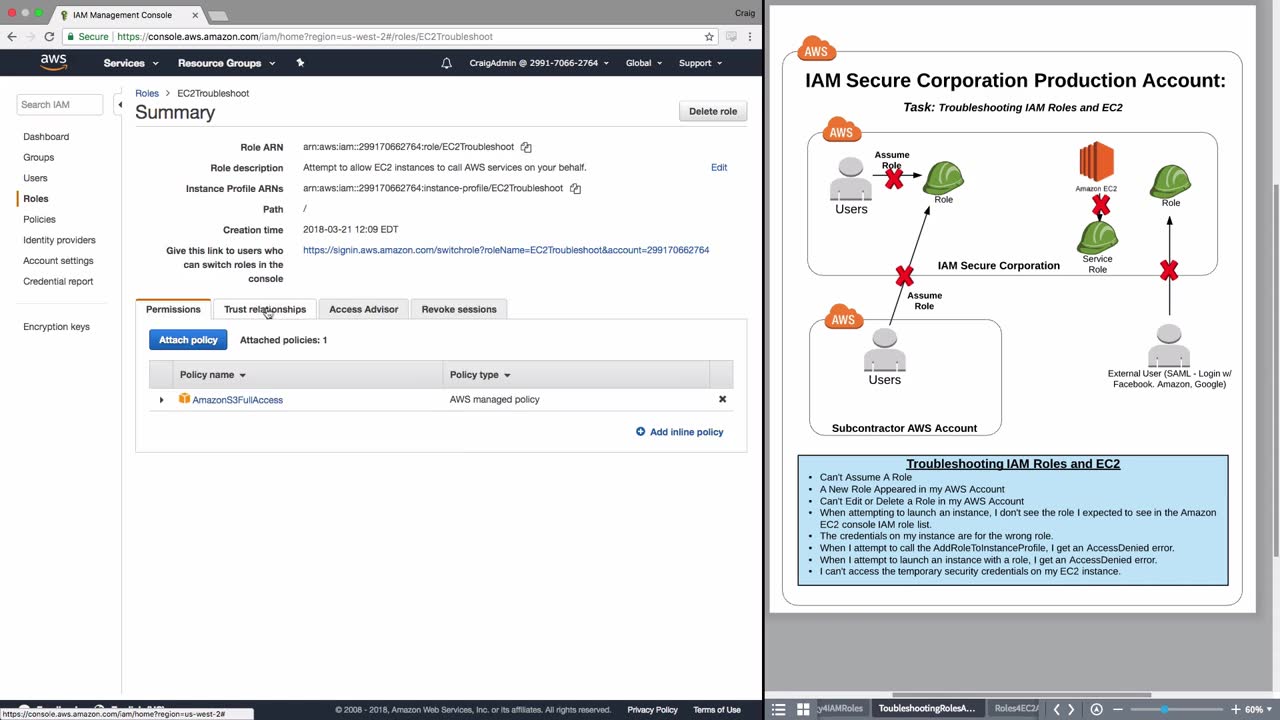 IAM Management Console
Craig
Secure
https://console.aws.amazon.com/iam/home?region=us-west-2#/roles/EC2Troubleshoot
aws
Services
Resource Groups
CraigAdmin @ 2991-7066-2764
Global
Support
Search IAM
Dashboard
Groups
Users
Roles
Policies
Identity providers
Account settings
Credential report
Encryption keys
Roles > EC2Troubleshoot
Summary
Delete role
Role ARN arn:aws:iam::299170662764:role/EC2Troubleshoot
Role description Attempt to allow EC2 instances to call AWS services on your behalf. Edit
Instance Profile ARNs arn:aws:iam::299170662764:instance-profile/EC2Troubleshoot
Path /
Creation time 2018-03-21 12:09 EDT
Give this link to users who https://signin.aws.amazon.com/switchrole?roleName=EC2Troubleshoot&account=299170662764
can switch roles in the
console
Permissions
Trust relationships
Access Advisor
Revoke sessions
Attach policy
Attached policies: 1
Policy name
Policy type
AmazonS3FullAccess
AWS managed policy
Add inline policy
https://console.aws.amazon.com/iam/home?region=us-west-2#
© 2008 - 2018, Amazon Web Services, Inc. or its affiliates. All rights reserved.
Privacy Policy
Terms of Use
AWS
IAM Secure Corporation Production Account:
Task: Troubleshooting IAM Roles and EC2
AWS
Assume
Role
Users
Role
Amazon EC2
Service
Role
Role
IAM Secure Corporation
Assume
Role
AWS
Users
Subcontractor AWS Account
External User (SAML - Login w/
Facebook. Amazon, Google)
Troubleshooting IAM Roles and EC2
• Can't Assume A Role
• A New Role Appeared in my AWS Account
• Can't Edit or Delete a Role in my AWS Account
• When attempting to launch an instance, I don't see the role I expected to see in the Amazon
EC2 console IAM role list.
• The credentials on my instance are for the wrong role.
• When I attempt to call the AddRoleToInstanceProfile, I get an AccessDenied error.
• When I attempt to launch an instance with a role, I get an AccessDenied error.
• I can't access the temporary security credentials on my EC2 instance.
y4IAMRoles
TroubleshootingRolesA...
Roles4EC2
60%